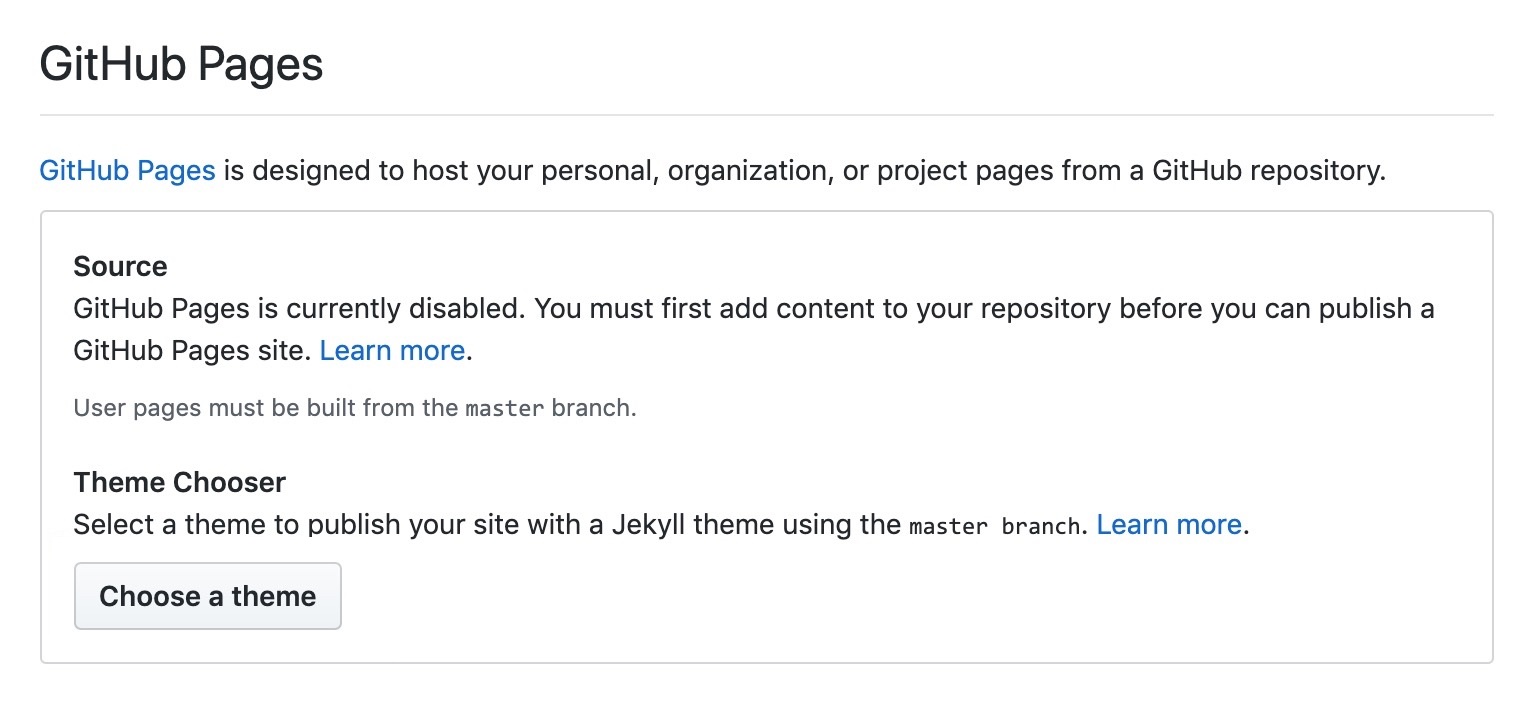 GitHub Pages
GitHub Pages is designed to host your personal, organization, or project pages from a GitHub repository.
Source
GitHub Pages is currently disabled. You must first add content to your repository before you can publish a
GitHub Pages site. Learn more.
User pages must be built from the master branch.
Theme Chooser
Select a theme to publish your site with a Jekyll theme using the master branch. Learn more.
Choose a theme